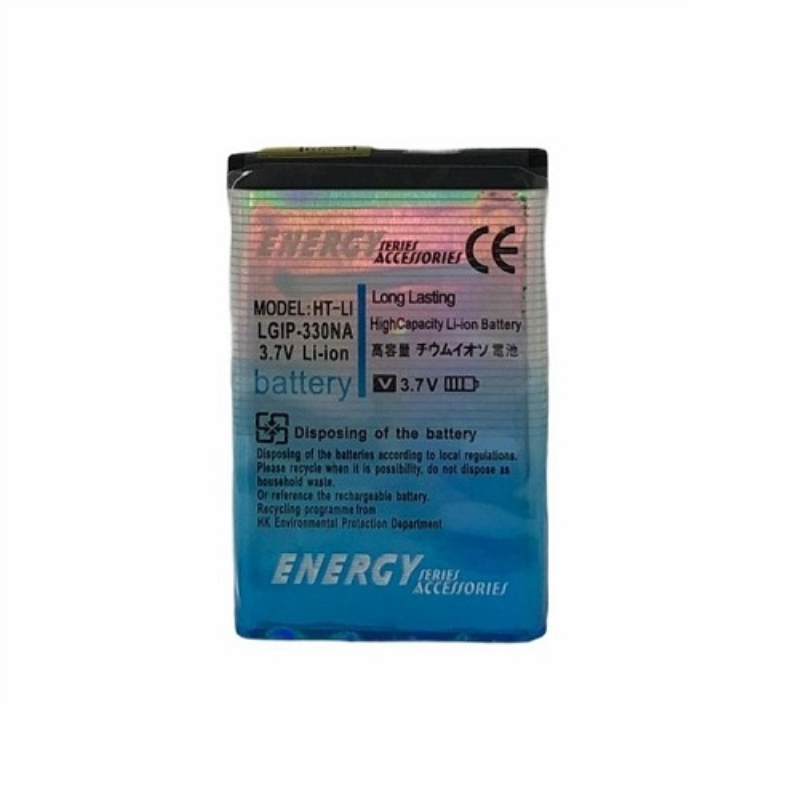 ENERGY SERIES ACCESSORIES CE
MODEL:HT-LI
LGIP-330NA
3.7V Li-ion
battery
Long Lasting
HighCapacity Li-ion Battery
高容量 チウムイオソ 電池
V 3.7V
Disposing of the battery
Disposing of the batteries according to local regulations.
Please recycle when it is possibility, do not dispose as
household waste.
Or reference the rechargeable battery.
Recycling programme from
HK Environmental Protection Department
ENERGY SERIES ACCESSORIES